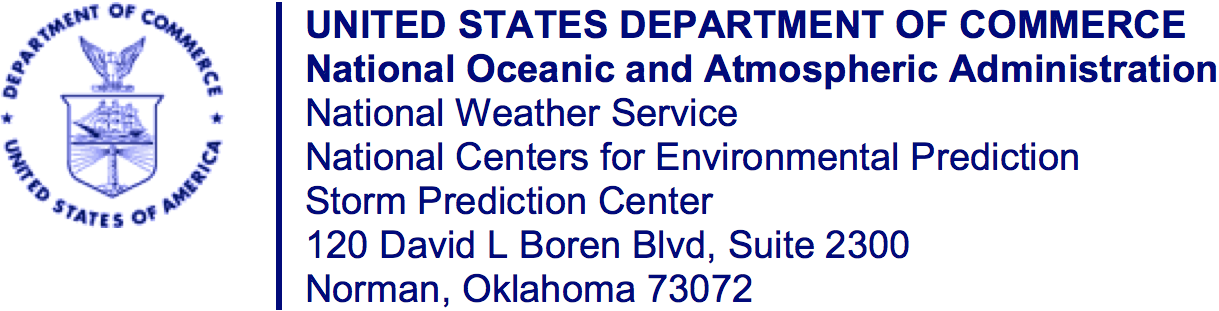 DEPARTMENT OF COMMERCE
UNITED STATES OF AMERICA
UNITED STATES DEPARTMENT OF COMMERCE
National Oceanic and Atmospheric Administration
National Weather Service
National Centers for Environmental Prediction
Storm Prediction Center
120 David L Boren Blvd, Suite 2300
Norman, Oklahoma 73072